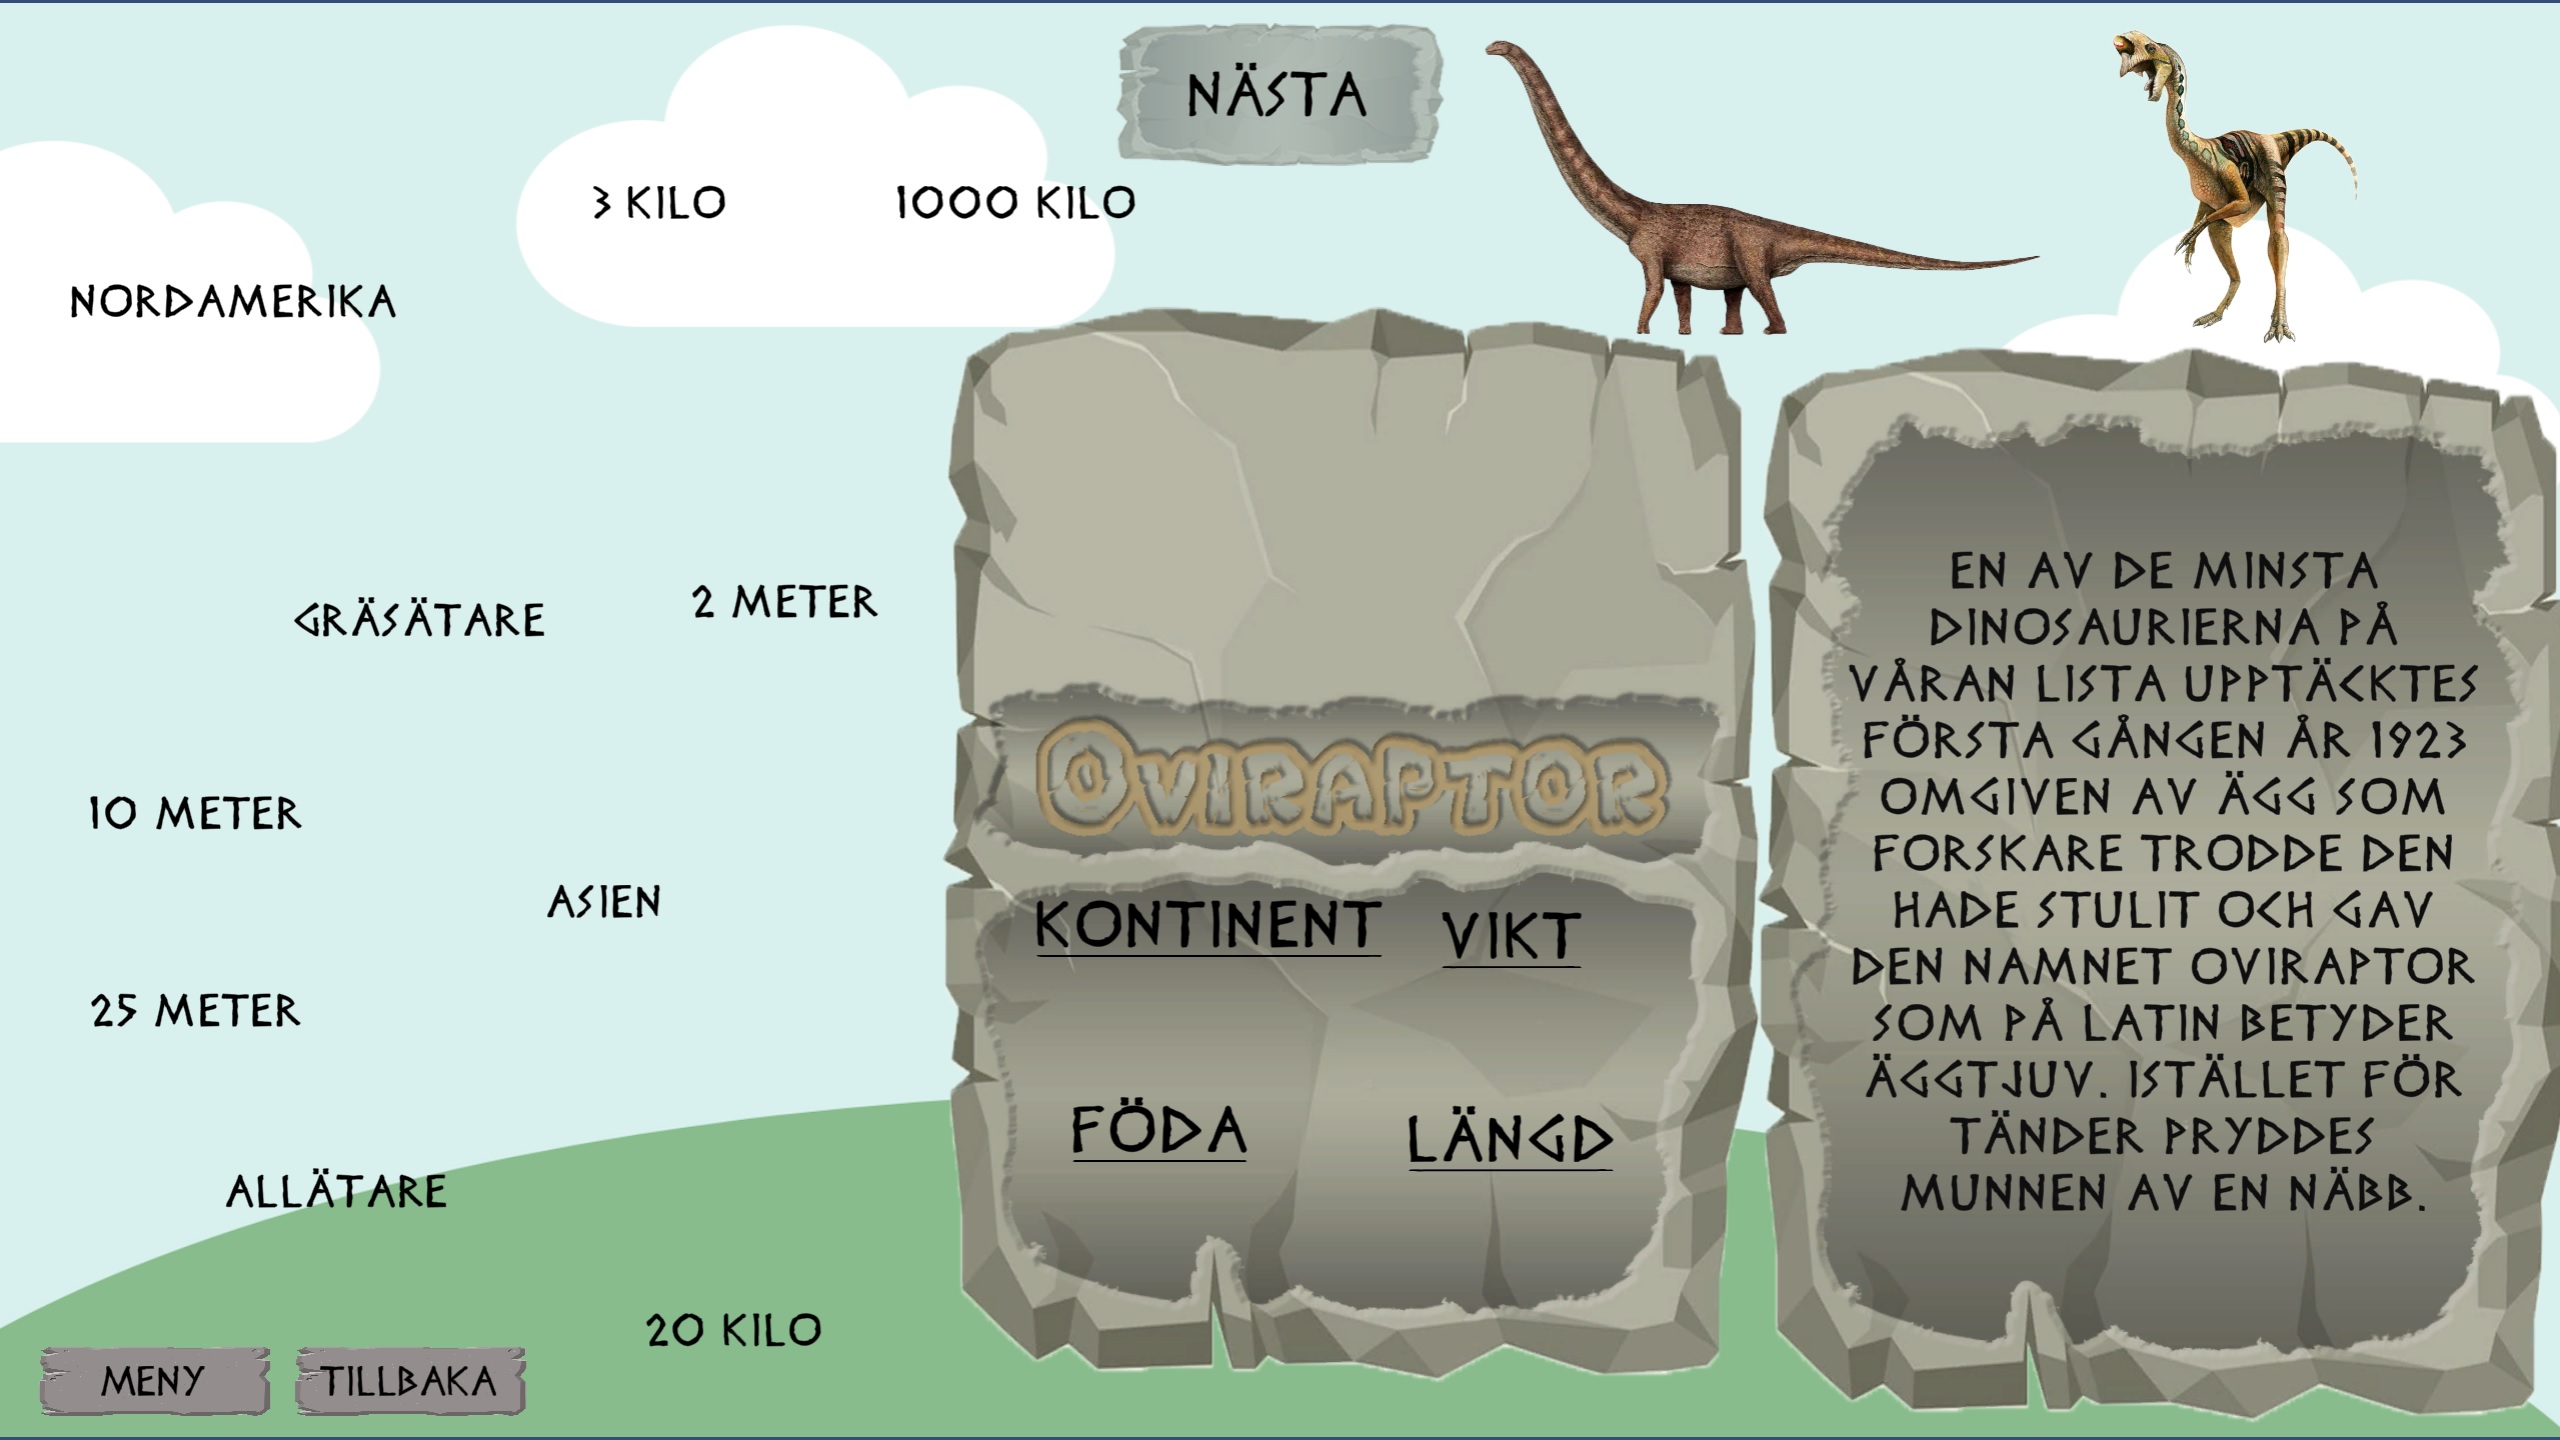 NÄSTA
3 KILO
1000 KILO
NORDAMERIKA
GRÄSÄTARE
2 METER
10 METER
ASIEN
25 METER
ALLÄTARE
20 KILO
MENY
TILLBAKA
OVIRAPTOR
KONTINENT
VIKT
FÖDA
LÄNGD
EN AV DE MINSTA
DINOSAURIERNA PÅ
VÅRAN LISTA UPPTÄCKTES
FÖRSTA GÅNGEN ÅR 1923
OMGIVEN AV ÄGG SOM
FORSKARE TRODDE DEN
HADE STULIT OCH GAV
DEN NAMNET OVIRAPTOR
SOM PÅ LATIN BETYDER
ÄGGTJUV. ISTÄLLET FÖR
TÄNDER PRYDDES
MUNNEN AV EN NÄBB.